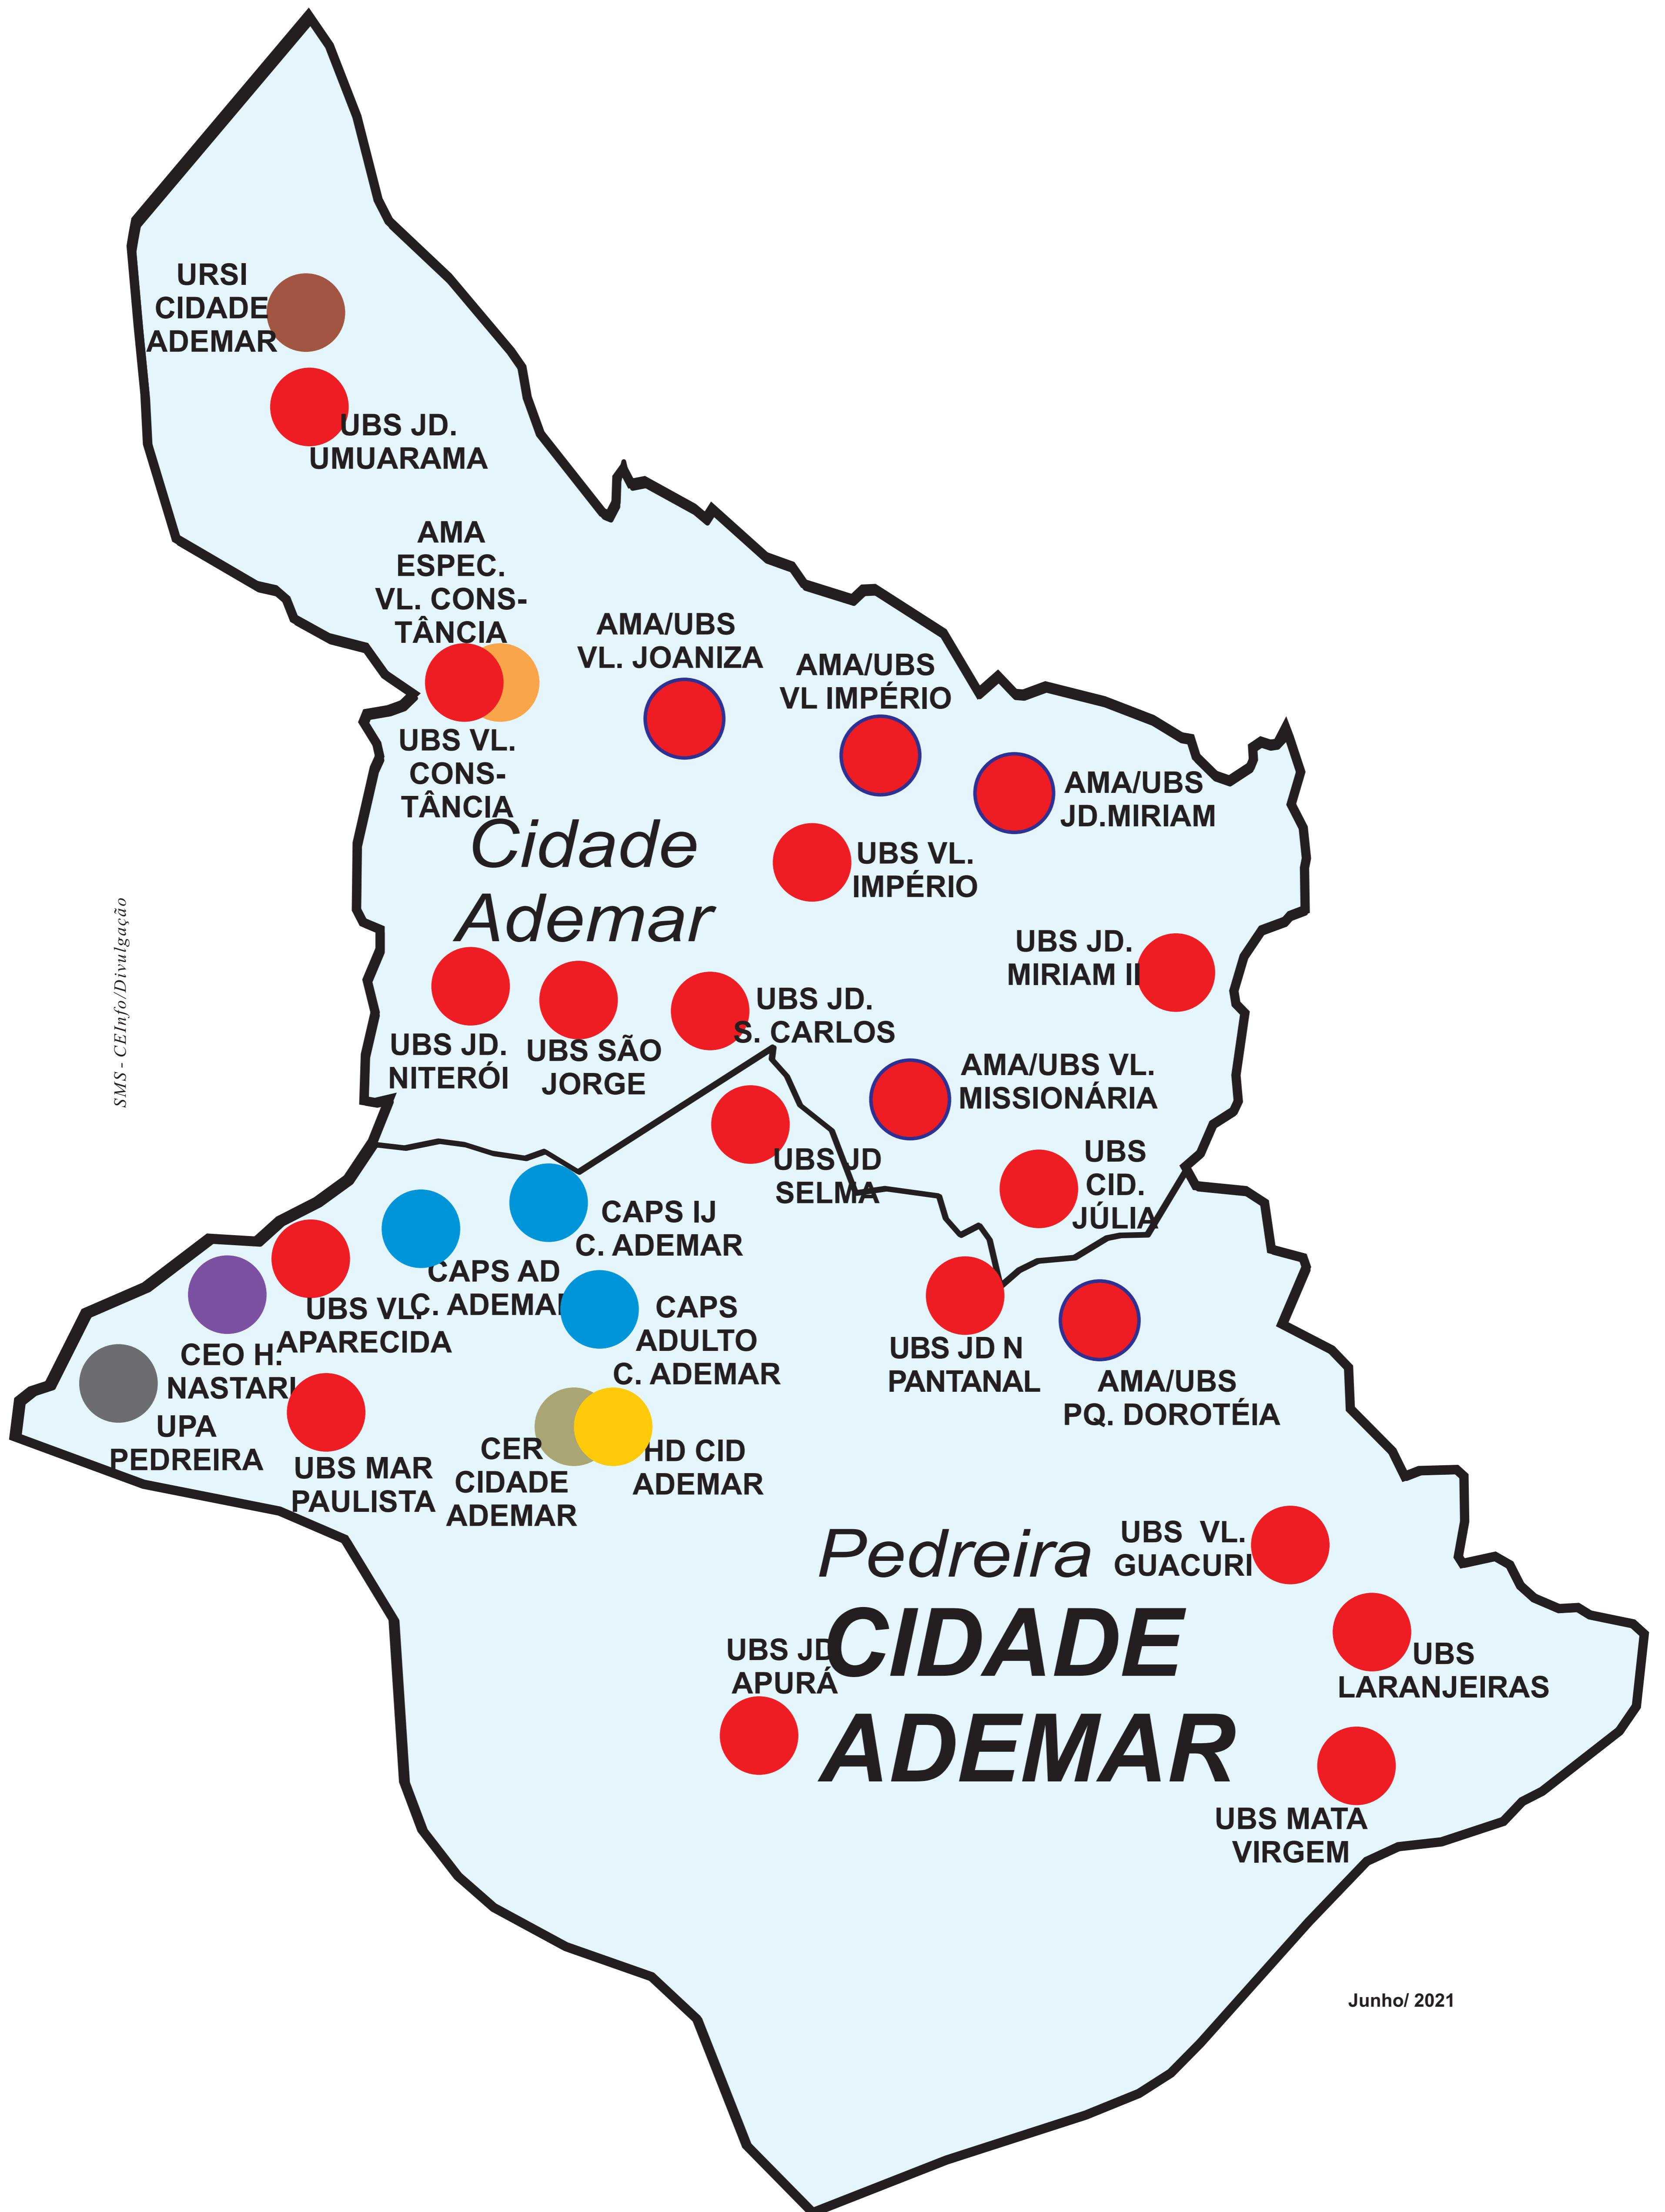 URSI
CIDADE
ADEMAR
UBS JD.
UMUARAMA
AMA
ESPEC.
VL. CONS-
TÂNCIA
UBS VL.
CONS-
TÂNCIA
AMA/UBS
VL. JOANIZA
AMA/UBS
VL IMPÉRIO
AMA/UBS
JD.MIRIAM
Cidade
Ademar
UBS VL.
IMPÉRIO
UBS JD.
MIRIAM II
UBS JD.
NITERÓI
UBS SÃO
JORGE
UBS JD.
S. CARLOS
AMA/UBS VL.
MISSIONÁRIA
UBS JD
SELMA
UBS
CID.
JÚLIA
CAPS IJ
C. ADEMAR
CAPS AD
C. ADEMAR
UBS VL.
APARECIDA
CAPS
ADULTO
C. ADEMAR
CEO H.
NASTARI
UPA
PEDREIRA
UBS MAR
PAULISTA
CER
CIDADE
ADEMAR
HD CID
ADEMAR
UBS JD N
PANTANAL
AMA/UBS
PQ. DOROTÉIA
Pedreira
CIDADE
ADEMAR
UBS VL.
GUACURI
UBS
LARANJEIRAS
UBS JD
APURÁ
UBS MATA
VIRGEM
SMS - CEInfo/Divulgação
Junho/ 2021